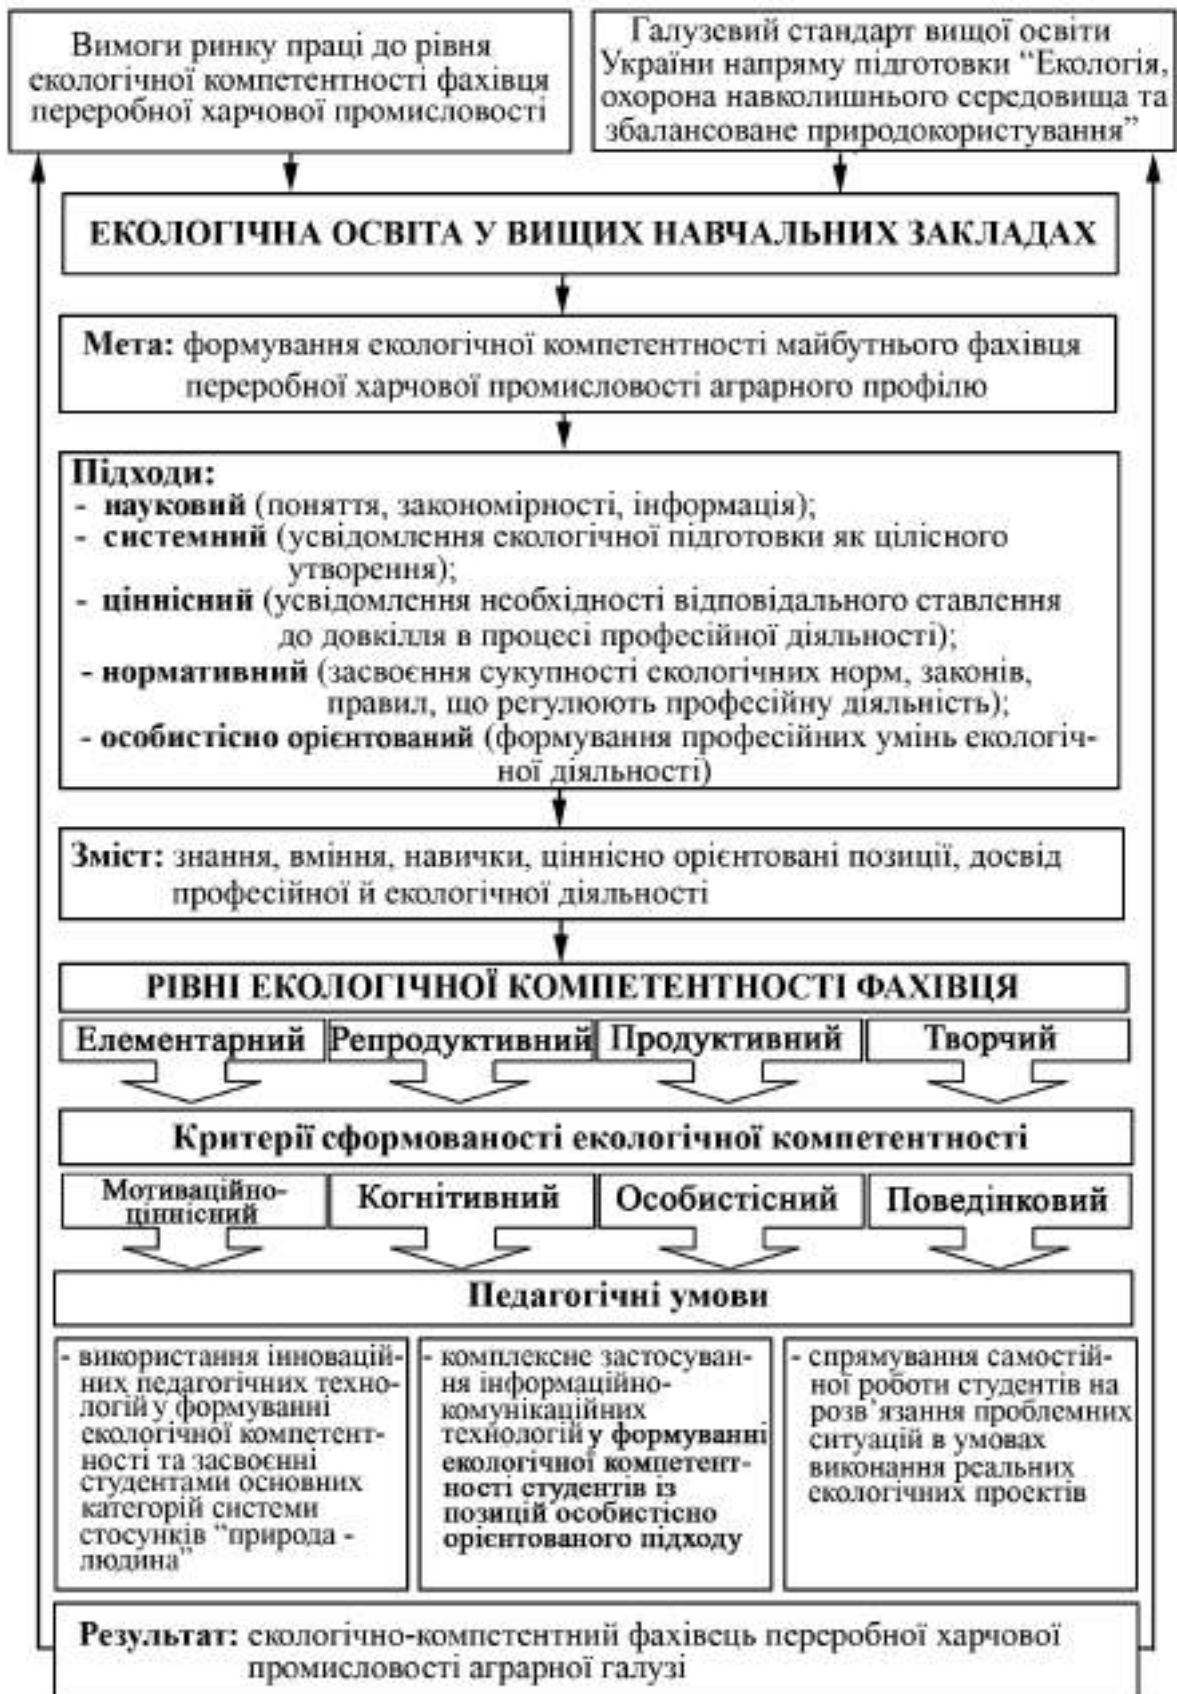 Вимоги ринку праці до рівня
екологічної компетентності фахівця
переробної харчової промисловості
Галузевий стандарт вищої освіти
України напряму підготовки “Екологія,
охорона навколишнього середовища та
збалансоване природокористування”
ЕКОЛОГІЧНА ОСВІТА У ВИЩИХ НАВЧАЛЬНИХ ЗАКЛАДАХ
Мета: формування екологічної компетентності майбутнього фахівця
переробної харчової промисловості аграрного профілю
Підходи:
- науковий (поняття, закономірності, інформація);
- системний (усвідомлення екологічної підготовки як цілісного
утворення);
- ціннісний (усвідомлення необхідності відповідального ставлення
до довкілля в процесі професійної діяльності);
- нормативний (засвоєння сукупності екологічних норм, законів,
правил, що регулюють професійну діяльність);
- особистісно орієнтований (формування професійних умінь екологіч-
ної діяльності)
Зміст: знання, вміння, навички, ціннісно орієнтовані позиції, досвід
професійної й екологічної діяльності
РІВНІ ЕКОЛОГІЧНОЇ КОМПЕТЕНТНОСТІ ФАХІВЦЯ
Елементарний
Репродуктивний
Продуктивний
Творчий
Критерії сформованості екологічної компетентності
Мотиваційно-
ціннісний
Когнітивний
Особистісний
Поведінковий
Педагогічні умови
- використання інновацій-
них педагогічних техно-
логій у формуванні
екологічної компетент-
ності та засвоєнні
студентами основних
категорій системи
стосунків “природа -
людина”
- комплексне застосуван-
ня інформаційно-
комунікаційних
технологій у формуванні
екологічної компетент-
ності студентів із
позицій особистісно
орієнтованого підходу
- спрямування самостій-
ної роботи студентів на
розв’язання проблемних
ситуацій в умовах
виконання реальних
екологічних проектів
Результат: екологічно-компетентний фахівець переробної харчової
промисловості аграрної галузі